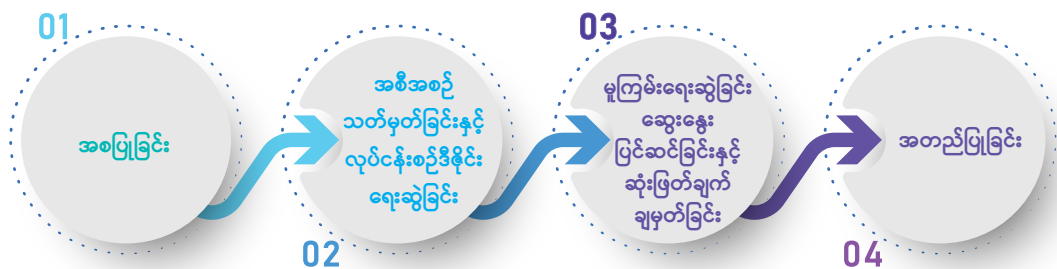 01
အစပြုခြင်း
02
အစီအစဉ်
သတ်မှတ်ခြင်းနှင့်
လုပ်ငန်းစဉ်ဒီဇိုင်း
ရေးဆွဲခြင်း
03
မူကြမ်းရေးဆွဲခြင်း
ဆွေးနွေး
ပြင်ဆင်ခြင်းနှင့်
ဆုံးဖြတ်ချက်
ချမှတ်ခြင်း
04
အတည်ပြုခြင်း